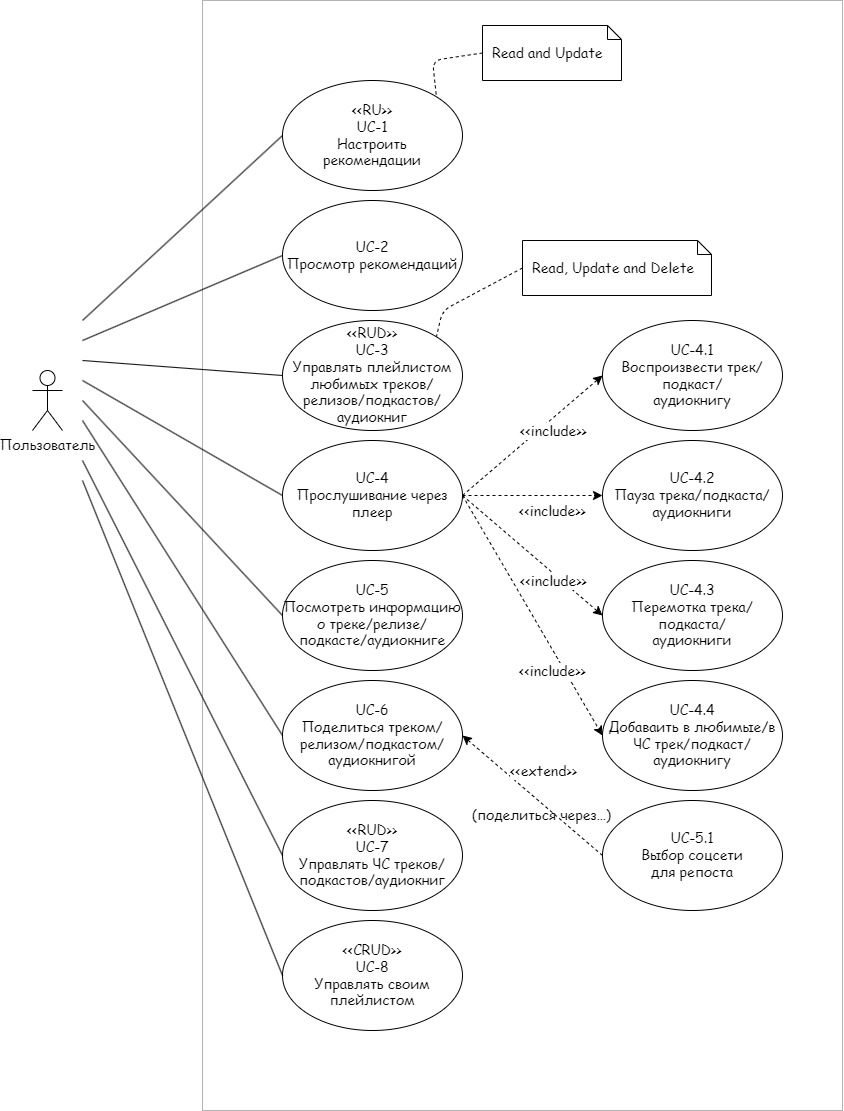 Read and Update
<<RU>>
UC-1
Настроить
рекомендации
UC-2
Просмотр рекомендаций
Read, Update and Delete
<<RUD>>
UC-3
Управлять плейлистом
любимых треков/
релизов/подкастов/
аудиокниг
UC-4.1
Воспроизвести трек/
подкаст/
аудиокнигу
Пользователь
<<include>>
UC-4
Прослушивание через
плеер
UC-4.2
Пауза трека/подкаста/
аудиокниги
<<include>>
<<include>>
UC-5
Посмотреть информацию
о треке/релизе/
подкасте/аудиокниге
UC-4.3
Перемотка трека/
подкаста/
аудиокниги
<<include>>
UC-6
Поделиться треком/
релизом/подкастом/
аудиокнигой
UC-4.4
Добаваить в любимые/в
ЧС трек/подкаст/
аудиокнигу
<<extend>>
(поделиться через...)
<<RUD>>
UC-7
Управлять ЧС треков/
подкастов/аудиокниг
UC-5.1
Выбор соцсети
для репоста
<<CRUD>>
UC-8
Управлять своим
плейлистом